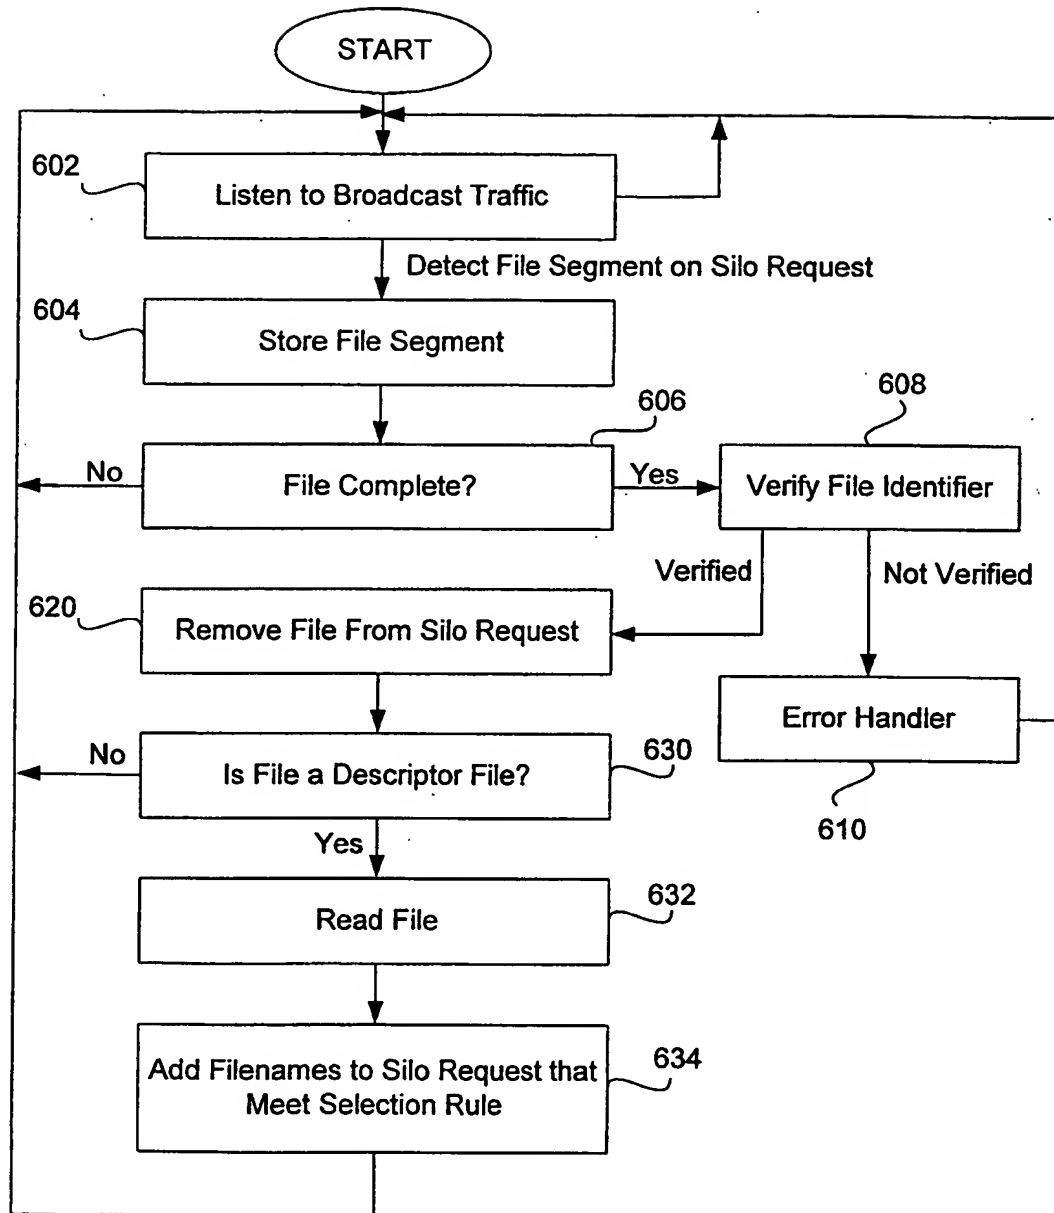 START
602
Listen to Broadcast Traffic
Detect File Segment on Silo Request
604
Store File Segment
606
608
No
File Complete?
Yes
Verify File Identifier
Verified
Not Verified
620
Remove File From Silo Request
Error Handler
No
Is File a Descriptor File?
630
610
Yes
Read File
632
Add Filenames to Silo Request that
Meet Selection Rule
634